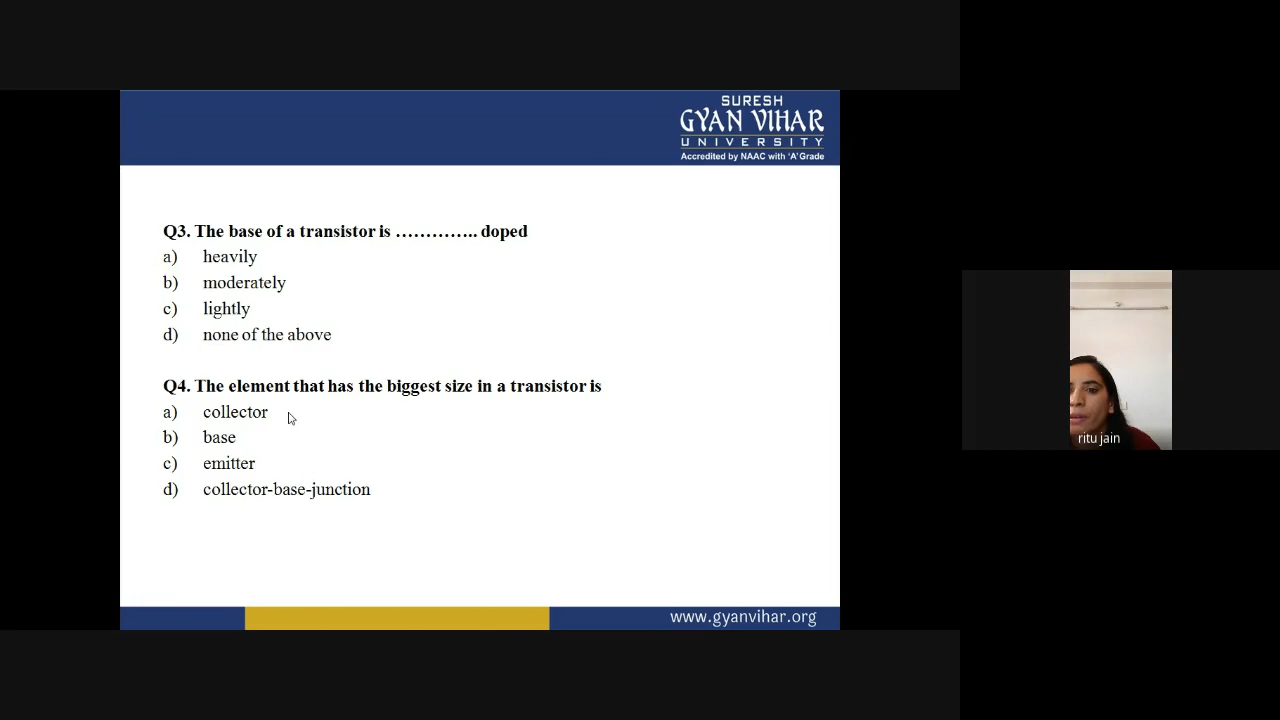 SURESH
GYAN VIHAR
UNIVERSITY
Accredited by NAAC with 'A' Grade
Q3. The base of a transistor is ………….. doped
a) heavily
b) moderately
c) lightly
d) none of the above
Q4. The element that has the biggest size in a transistor is
a) collector
b) base
c) emitter
d) collector-base-junction
ritu jain
www.gyanvihar.org